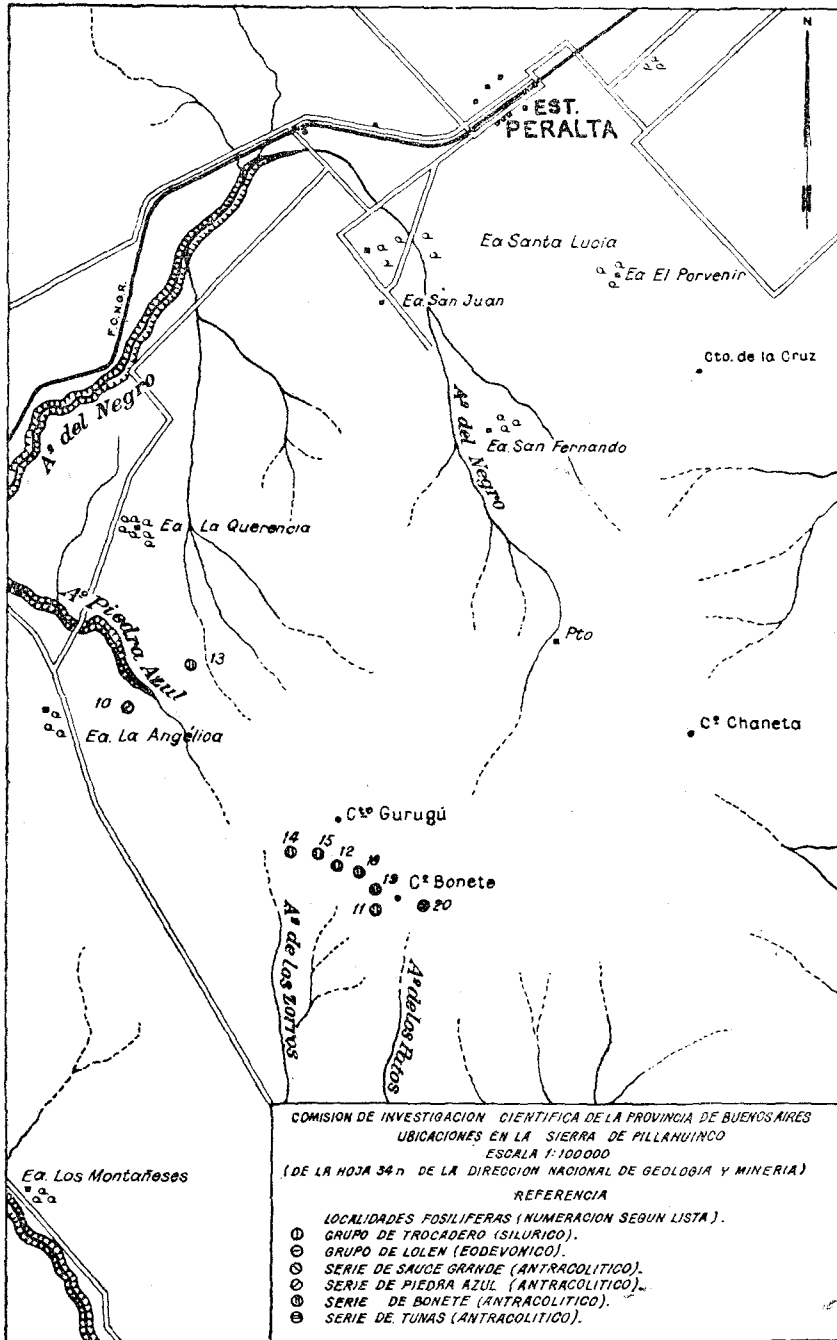 N
EST.
PERALTA
Ea Santa Lucía
Ea El Porvenir
Ea. San Juan
F.C.N.G.R.
Cto. de la Cruz
Aº del Negro
Aº del Negro
Ea. San Fernando
Ea La Querencia
Aº Piedra Azul
Pto
13
10
Ea. La Angélica
Cº Chaneta
Ctº Gurugú
14
15
12
18
19
Cº Bonete
11
20
Aº de los Zorros
Aº de los Patos
COMISION DE INVESTIGACION CIENTIFICA DE LA PROVINCIA DE BUENOS AIRES
UBICACIONES EN LA SIERRA DE PILLAHUINCO
ESCALA 1:100000
(DE LA HOJA 34n DE LA DIRECCION NACIONAL DE GEOLOGIA Y MINERIA)
REFERENCIA
LOCALIDADES FOSILIFERAS (NUMERACION SEGUN LISTA).
GRUPO DE TROCADERO (SILURICO).
GRUPO DE LOLEN (EODEVONICO).
SERIE DE SAUCE GRANDE (ANTRACOLITICO).
SERIE DE PIEDRA AZUL (ANTRACOLITICO).
SERIE DE BONETE (ANTRACOLITICO).
SERIE DE TUNAS (ANTRACOLITICO).
Ea. Los Montañeses